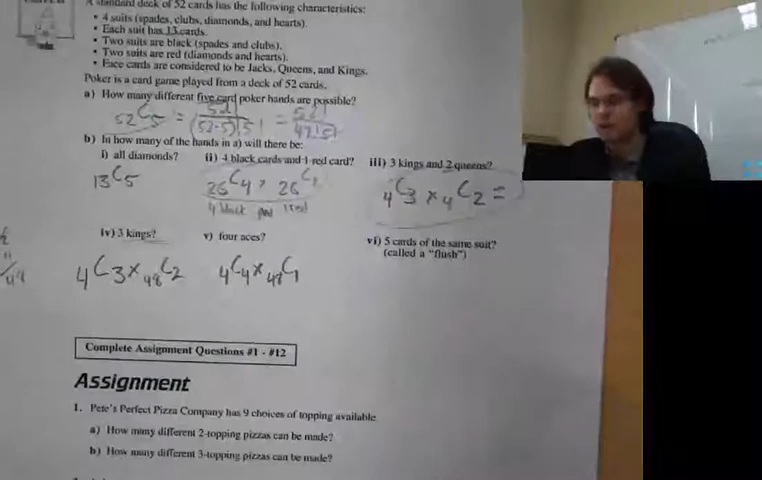 A standard deck of 52 cards has the following characteristics:
• 4 suits (spades, clubs, diamonds, and hearts).
• Each suit has 13 cards.
• Two suits are black (spades and clubs).
• Two suits are red (diamonds and hearts).
• Face cards are considered to be Jacks, Queens, and Kings.
Poker is a card game played from a deck of 52 cards.
a) How many different five card poker hands are possible?
52C5 = 52! / (52-5)!5! = 52! / 47!5!
b) In how many of the hands in a) will there be:
i) all diamonds? (ii) 4 black cards and 1 red card? iii) 3 kings and 2 queens?
13C5 26C4 × 26C1 4C3 × 4C2 =
4 black and 1 red
iv) 3 kings? v) four aces? vi) 5 cards of the same suit?
(called a "flush")
4C3 × 48C2 4C4 × 48C1
Complete Assignment Questions #1 - #12
Assignment
1. Pete's Perfect Pizza Company has 9 choices of topping available
a) How many different 2-topping pizzas can be made?
b) How many different 3-topping pizzas can be made?